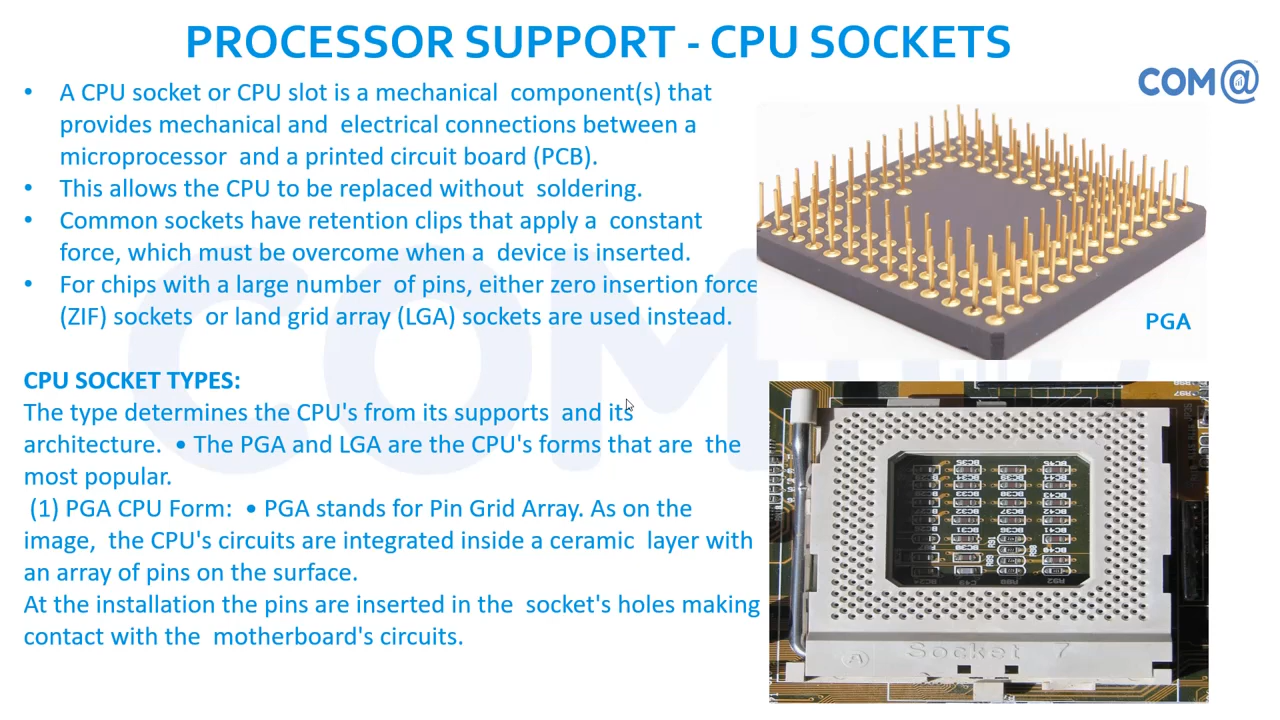 PROCESSOR SUPPORT - CPU SOCKETS
COM@
• A CPU socket or CPU slot is a mechanical component(s) that
provides mechanical and electrical connections between a
microprocessor and a printed circuit board (PCB).
• This allows the CPU to be replaced without soldering.
• Common sockets have retention clips that apply a constant
force, which must be overcome when a device is inserted.
• For chips with a large number of pins, either zero insertion force
(ZIF) sockets or land grid array (LGA) sockets are used instead.
PGA
CPU SOCKET TYPES:
The type determines the CPU's from its supports and its
architecture. • The PGA and LGA are the CPU's forms that are the
most popular.
(1) PGA CPU Form: • PGA stands for Pin Grid Array. As on the
image, the CPU's circuits are integrated inside a ceramic layer with
an array of pins on the surface.
At the installation the pins are inserted in the socket's holes making
contact with the motherboard's circuits.
Socket 7